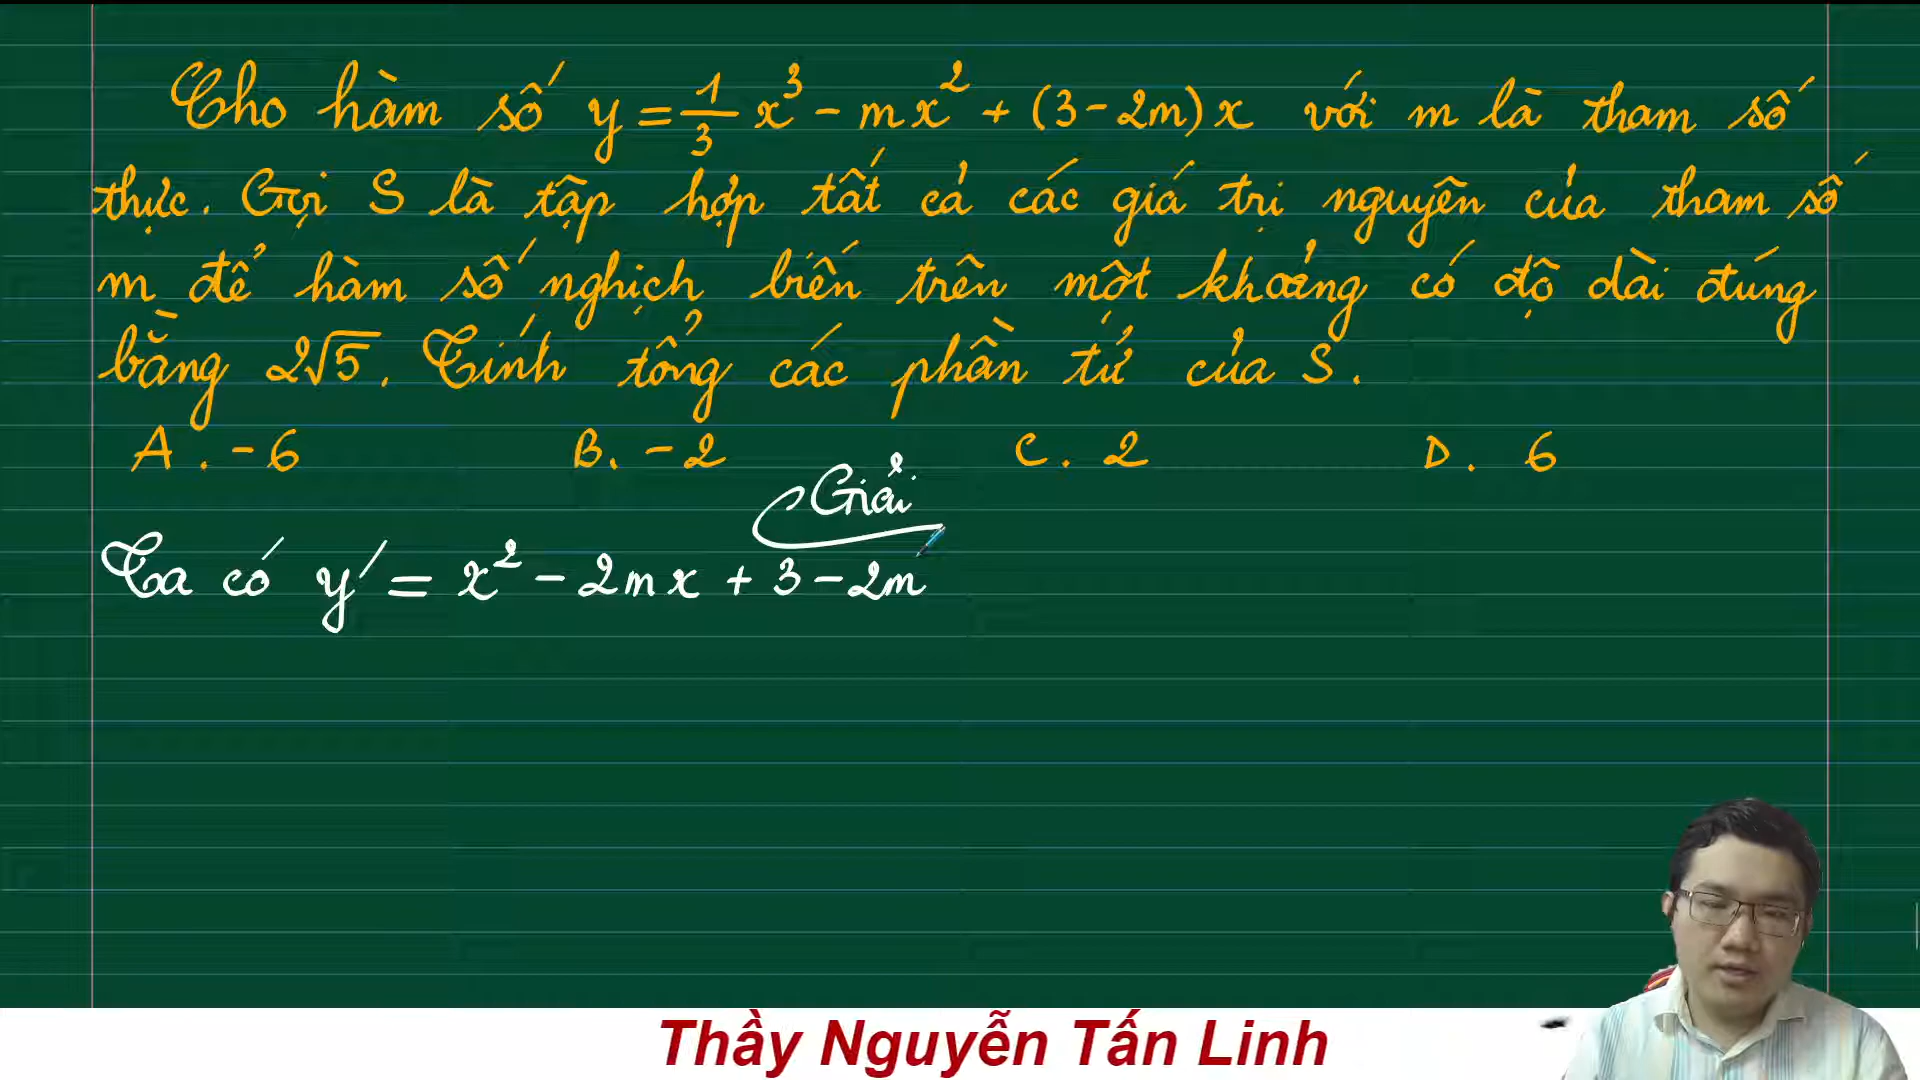 Cho hàm số y = 1/3 x³ - mx² + (3-2m)x với m là tham số
thực. Gọi S là tập hợp tất cả các giá trị nguyên của tham số
m để hàm số nghịch biến trên một khoảng có độ dài đúng
bằng 2√5. Tính tổng các phần tử của S.
A. -6 B. -2 C. 2 D. 6
Giải
Ta có y' = x² - 2mx + 3 - 2m
Thầy Nguyễn Tấn Linh